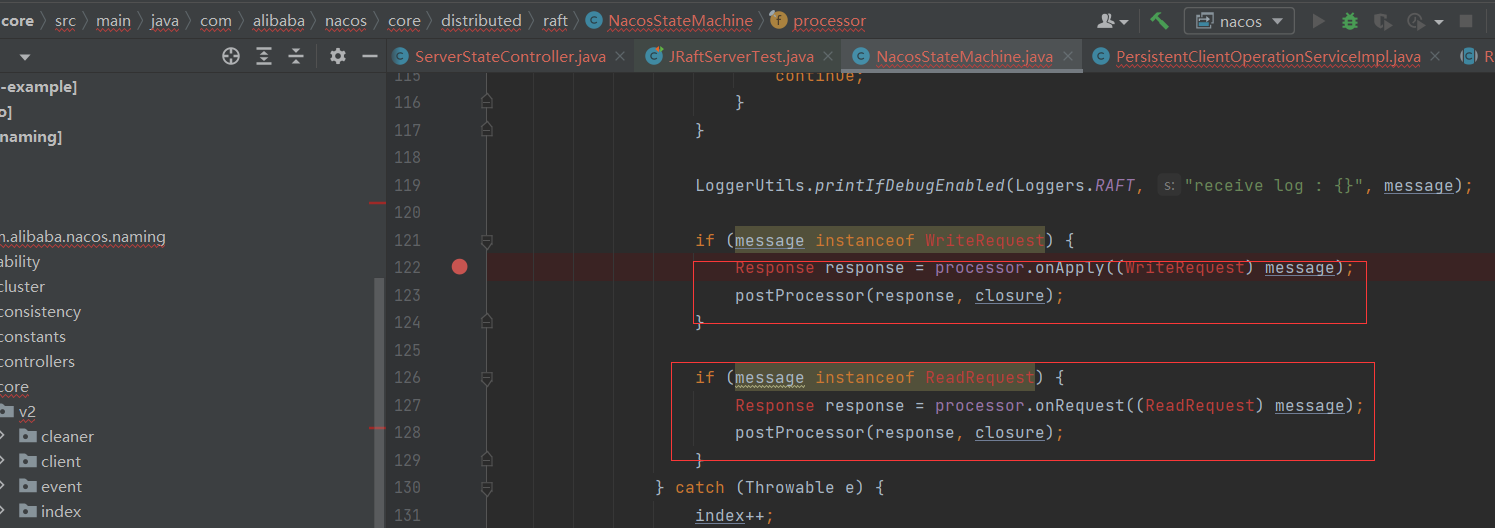 core src main java com alibaba nacos core distributed raft NacosStateMachine processor nacos
ServerStateController.java JRaftServerTest.java NacosStateMachine.java PersistentClientOperationServiceImpl.java R
-example]
o]
naming]
n.alibaba.nacos.naming
ability
cluster
consistency
constants
controllers
core
v2
cleaner
client
event
index
115 continue;
116 }
117 }
118
119 LoggerUtils.printIfDebugEnabled(Loggers.RAFT, s: "receive log : {}", message);
120
121 if (message instanceof WriteRequest) {
122 Response response = processor.onApply((WriteRequest) message);
123 postProcessor(response, closure);
124 }
125
126 if (message instanceof ReadRequest) {
127 Response response = processor.onRequest((ReadRequest) message);
128 postProcessor(response, closure);
129 }
130 } catch (Throwable e) {
131 index++;